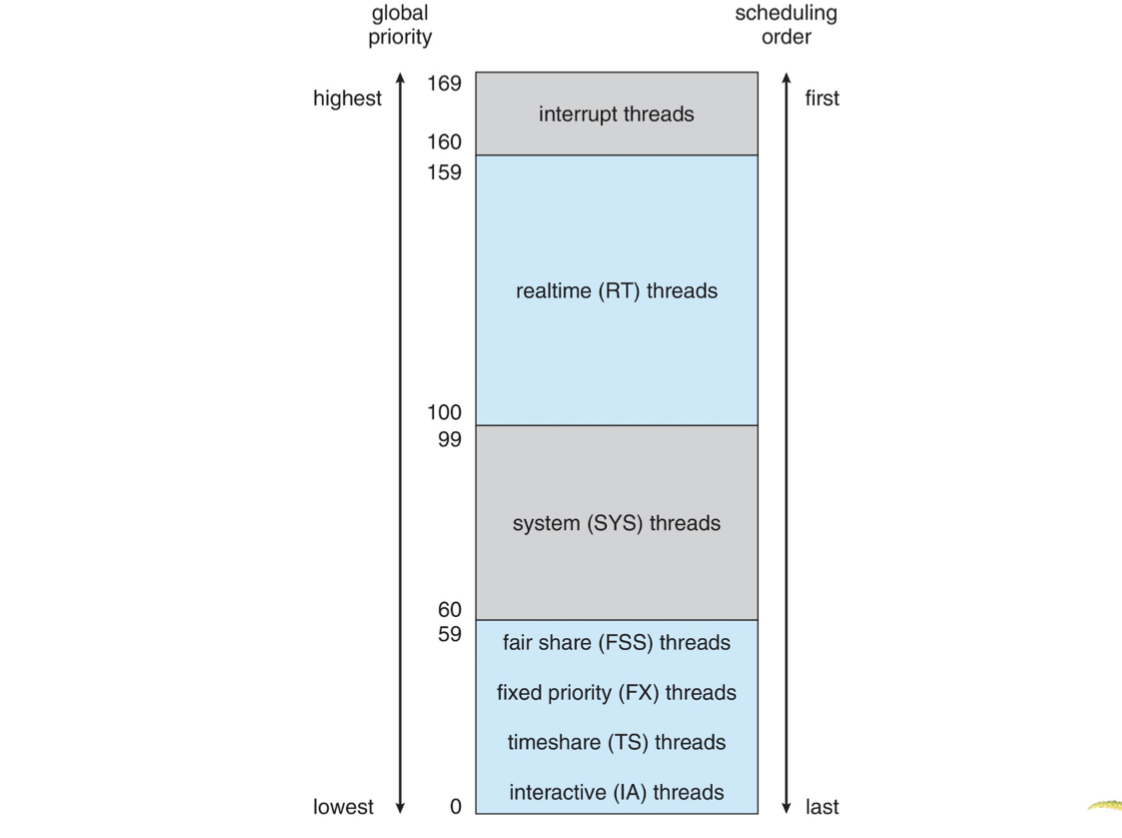 global
priority
scheduling
order
highest
169
interrupt threads
first
160
159
realtime (RT) threads
100
99
system (SYS) threads
60
59
fair share (FSS) threads
fixed priority (FX) threads
timeshare (TS) threads
interactive (IA) threads
lowest
0
last